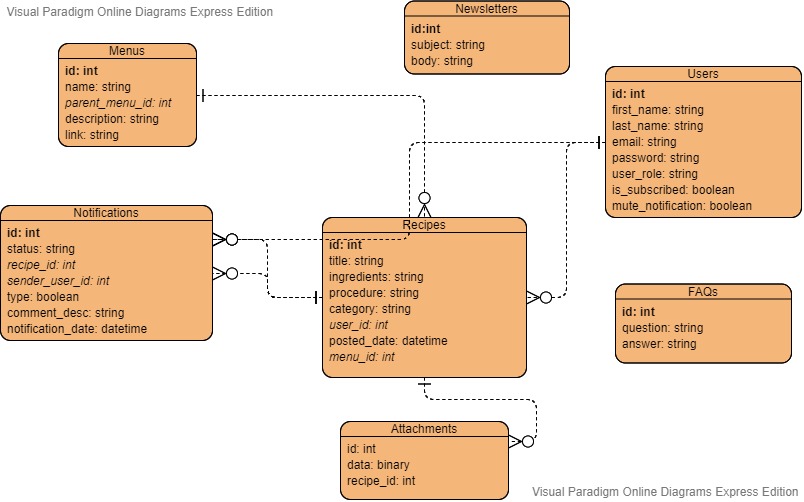 Visual Paradigm Online Diagrams Express Edition
Newsletters
id:int
subject: string
body: string
Menus
id: int
name: string
parent_menu_id: int
description: string
link: string
Users
id: int
first_name: string
last_name: string
email: string
password: string
user_role: string
is_subscribed: boolean
mute_notification: boolean
Notifications
id: int
status: string
recipe_id: int
sender_user_id: int
type: boolean
comment_desc: string
notification_date: datetime
Recipes
id: int
title: string
ingredients: string
procedure: string
category: string
user_id: int
posted_date: datetime
menu_id: int
FAQs
id: int
question: string
answer: string
Attachments
id: int
data: binary
recipe_id: int
Visual Paradigm Online Diagrams Express Edition